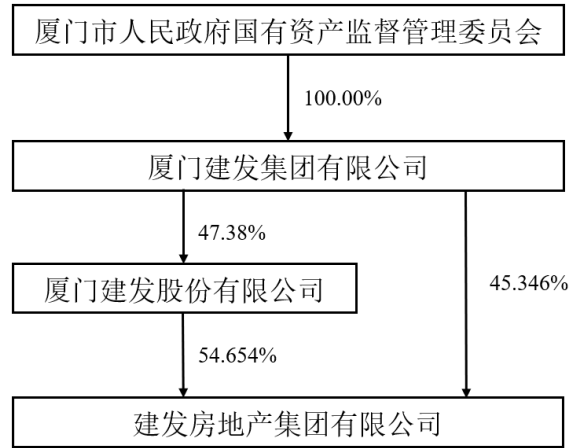 厦门市人民政府国有资产监督管理委员会
100.00%
厦门建发集团有限公司
47.38%
厦门建发股份有限公司
45.346%
54.654%
建发房地产集团有限公司